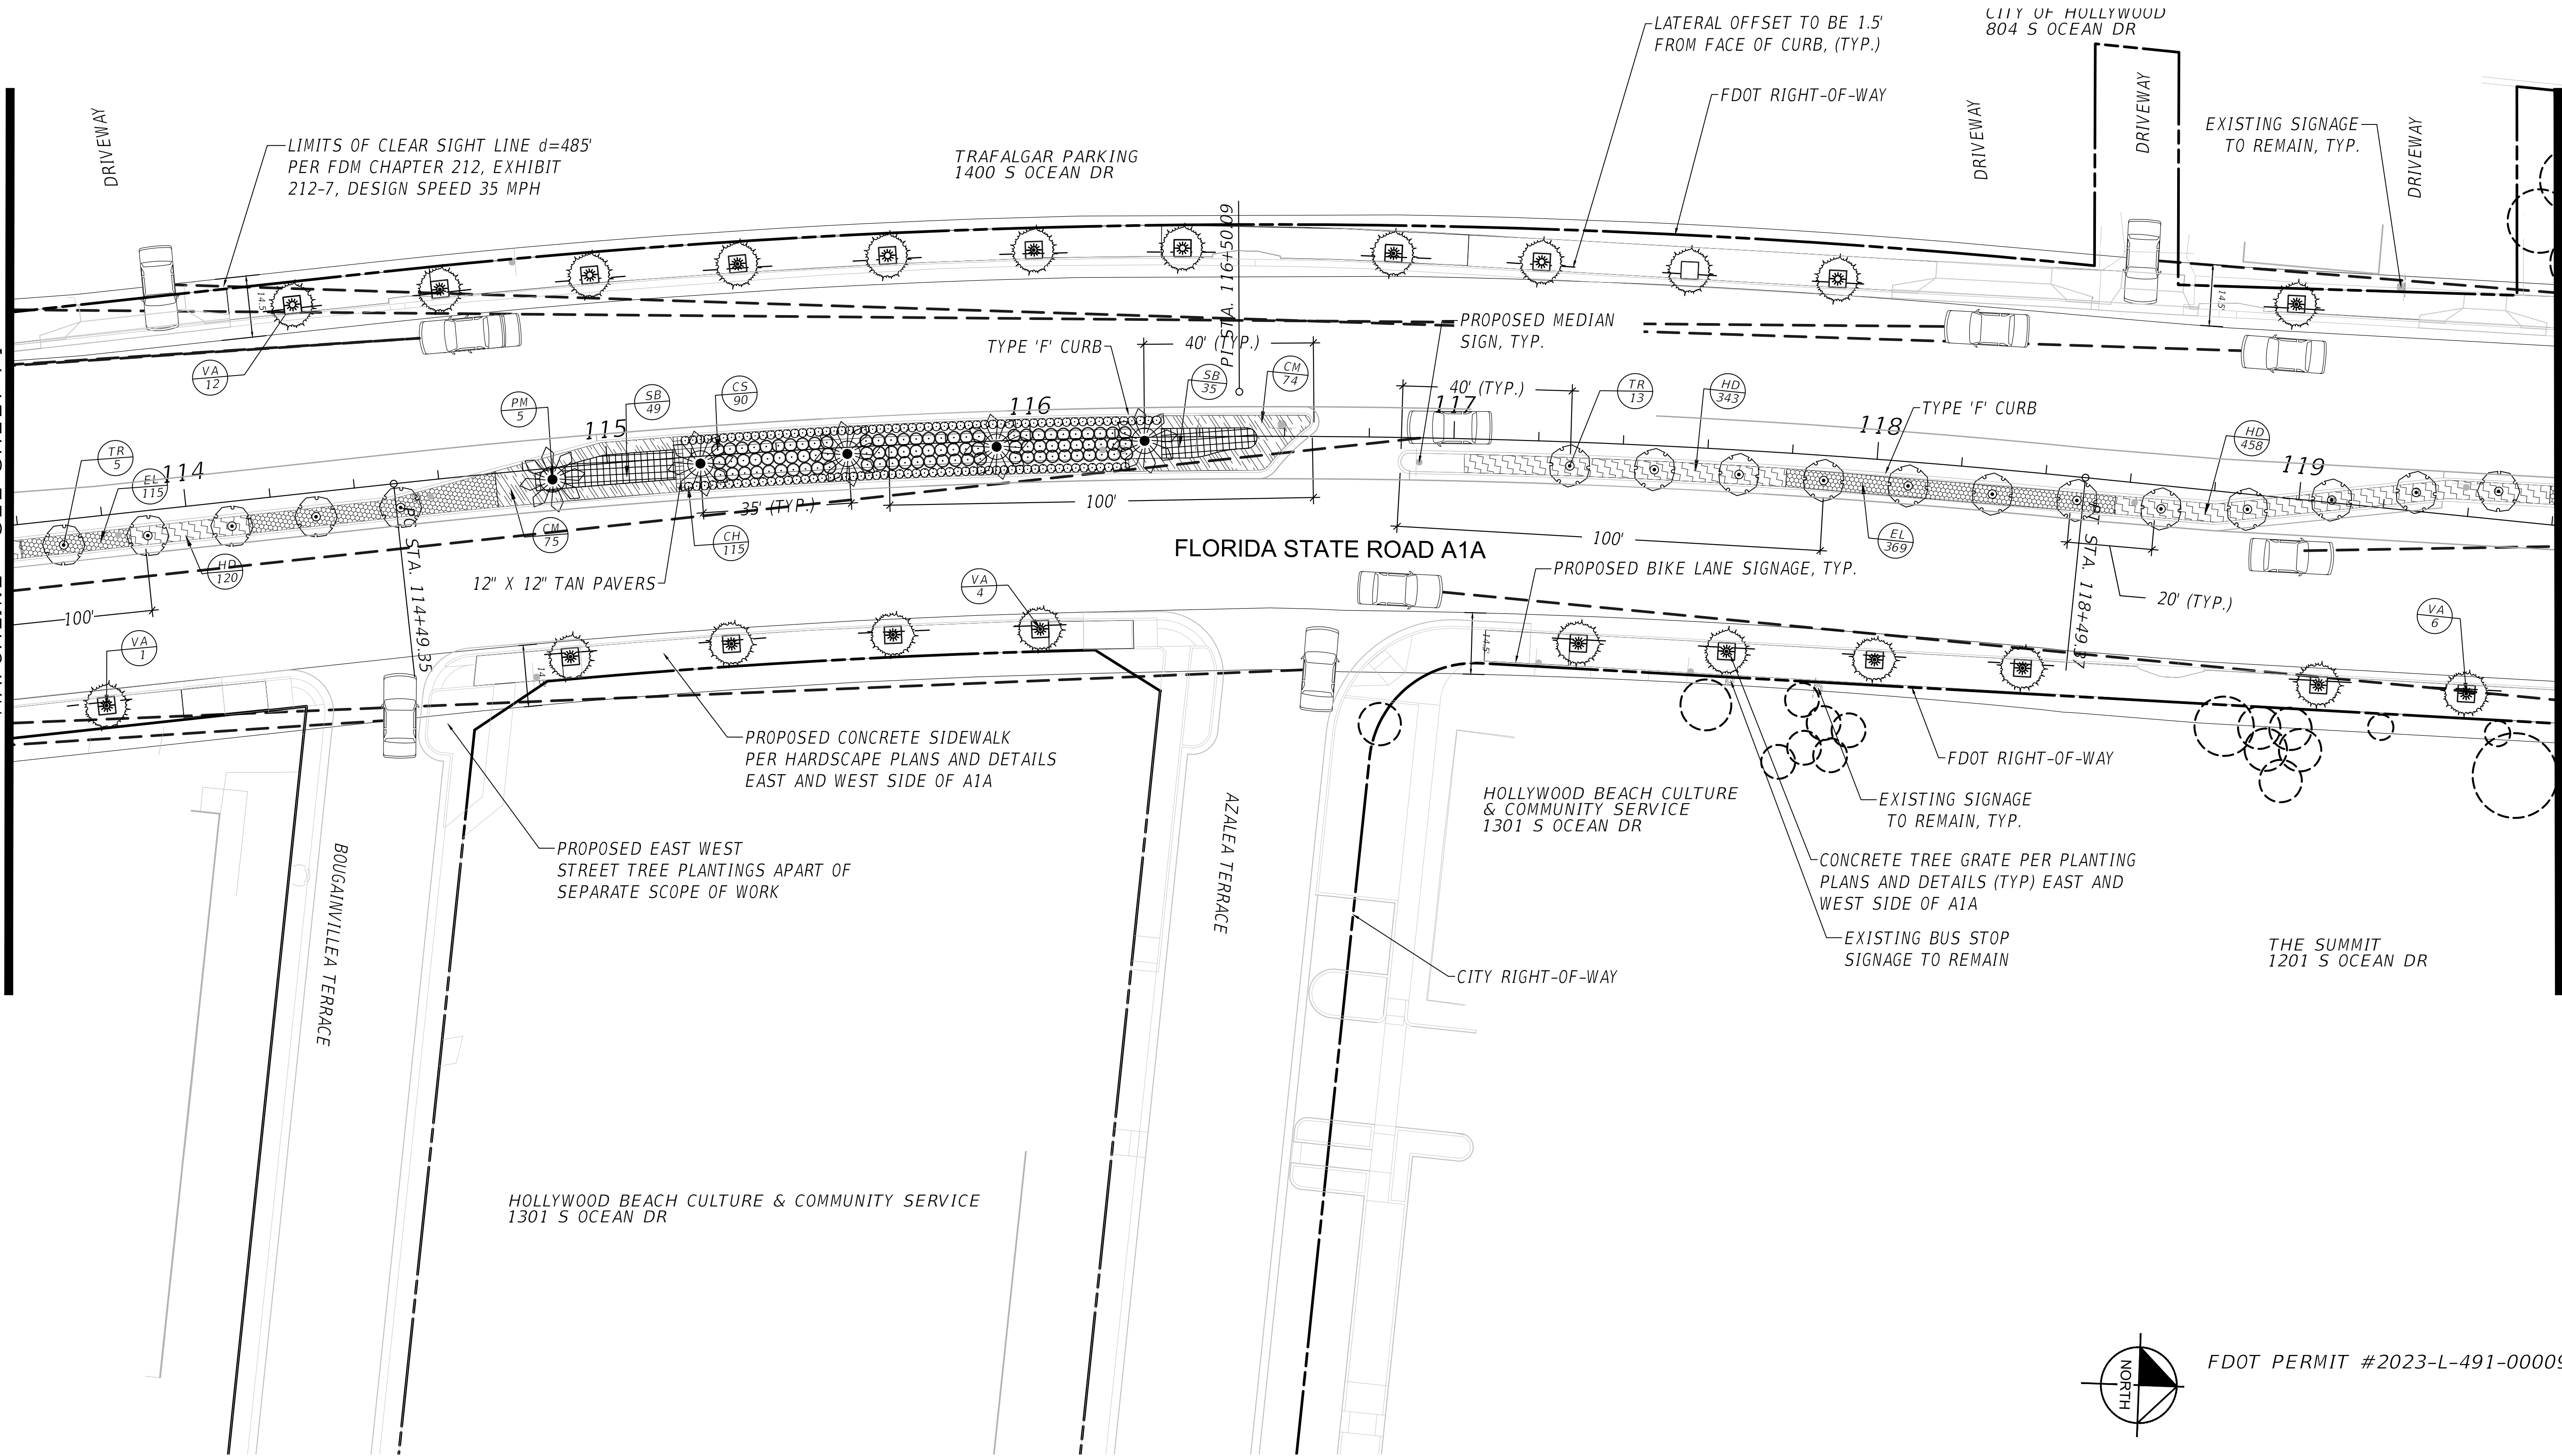 CITY OF HOLLYWOOD
804 S OCEAN DR
LATERAL OFFSET TO BE 1.5'
FROM FACE OF CURB, (TYP.)
FDOT RIGHT-OF-WAY
DRIVEWAY
DRIVEWAY
DRIVEWAY
DRIVEWAY
EXISTING SIGNAGE
TO REMAIN, TYP.
LIMITS OF CLEAR SIGHT LINE d=485'
PER FDM CHAPTER 212, EXHIBIT
212-7, DESIGN SPEED 35 MPH
TRAFALGAR PARKING
1400 S OCEAN DR
PI STA. 116+50.09
14.5'
14.5'
PROPOSED MEDIAN
SIGN, TYP.
TYPE 'F' CURB
40' (TYP.)
VA
12
PM
5
SB
49
CS
90
SB
35
CM
74
40' (TYP.)
TR
13
HD
343
TYPE 'F' CURB
HD
458
114
115
116
117
118
119
TR
5
EL
115
HD
120
CM
75
CH
115
35' (TYP.)
100'
100'
100'
EL
369
20' (TYP.)
FLORIDA STATE ROAD A1A
12" X 12" TAN PAVERS
PROPOSED BIKE LANE SIGNAGE, TYP.
PC STA. 114+49.35
PT STA. 118+49.37
VA
1
VA
4
VA
6
14.5'
PROPOSED CONCRETE SIDEWALK
PER HARDSCAPE PLANS AND DETAILS
EAST AND WEST SIDE OF A1A
PROPOSED EAST WEST
STREET TREE PLANTINGS APART OF
SEPARATE SCOPE OF WORK
BOUGAINVILLEA TERRACE
AZALEA TERRACE
HOLLYWOOD BEACH CULTURE
& COMMUNITY SERVICE
1301 S OCEAN DR
FDOT RIGHT-OF-WAY
EXISTING SIGNAGE
TO REMAIN, TYP.
CONCRETE TREE GRATE PER PLANTING
PLANS AND DETAILS (TYP) EAST AND
WEST SIDE OF A1A
EXISTING BUS STOP
SIGNAGE TO REMAIN
CITY RIGHT-OF-WAY
THE SUMMIT
1201 S OCEAN DR
HOLLYWOOD BEACH CULTURE & COMMUNITY SERVICE
1301 S OCEAN DR
NORTH
FDOT PERMIT #2023-L-491-00009